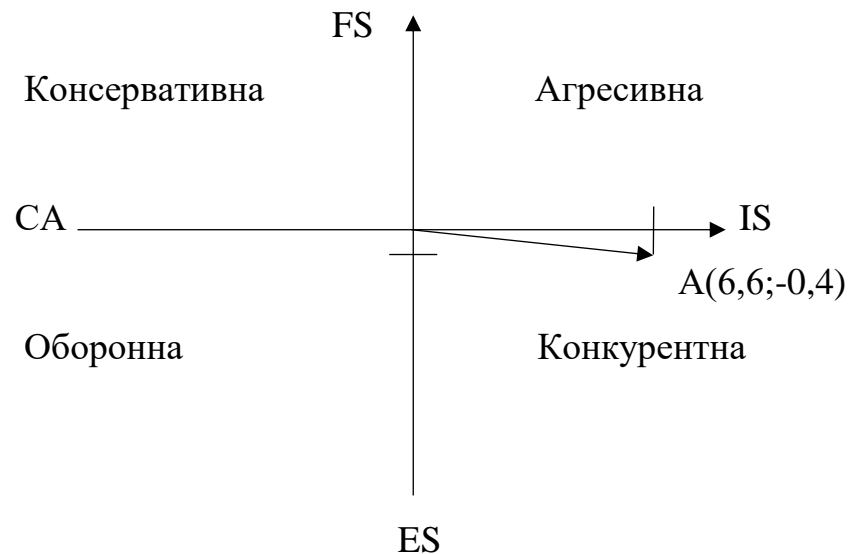 FS
Консервативна Агресивна
CA IS
A(6,6;-0,4)
Оборонна Конкурентна
ES